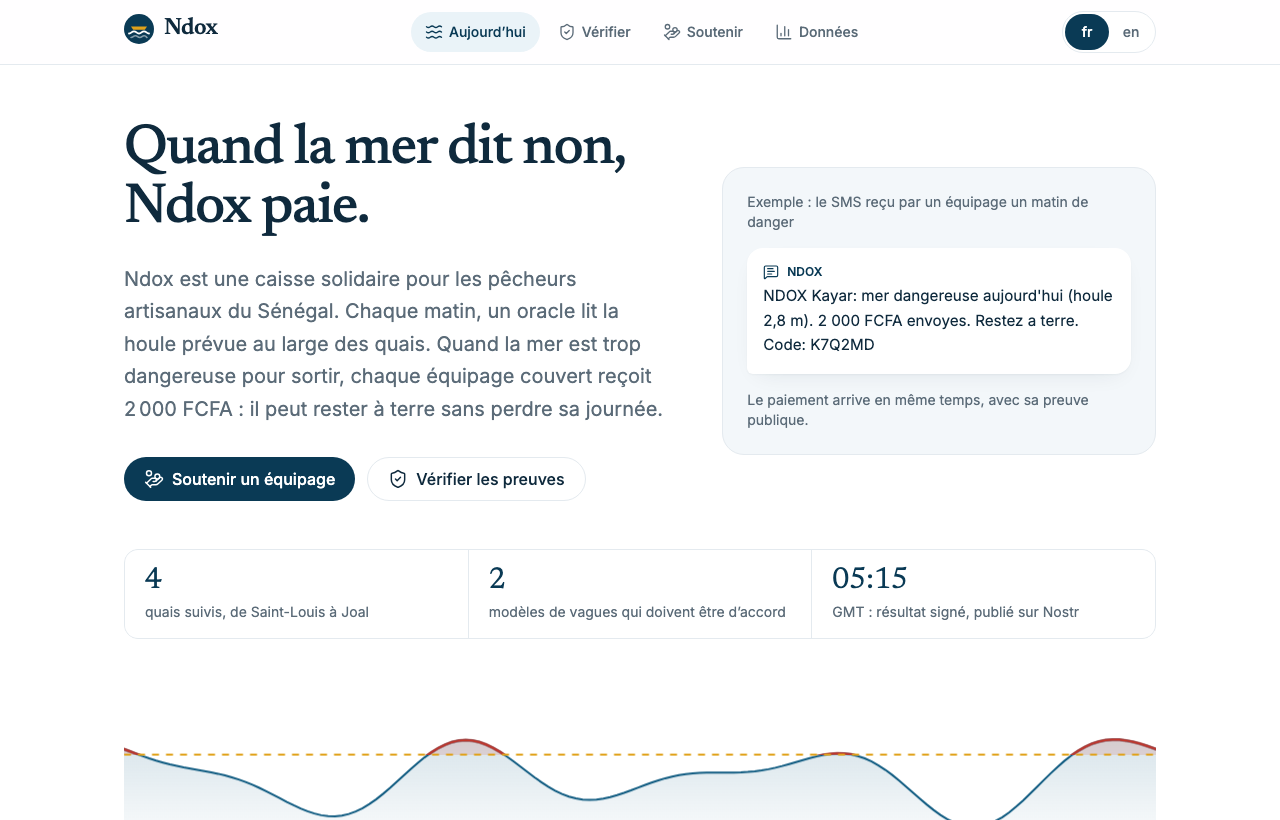 Ndox
Aujourd’hui
Vérifier
Soutenir
Données
fr
en
Quand la mer dit non,
Ndox paie.
Ndox est une caisse solidaire pour les pêcheurs
artisanaux du Sénégal. Chaque matin, un oracle lit la
houle prévue au large des quais. Quand la mer est trop
dangereuse pour sortir, chaque équipage couvert reçoit
2 000 FCFA : il peut rester à terre sans perdre sa journée.
Soutenir un équipage
Vérifier les preuves
Exemple : le SMS reçu par un équipage un matin de
danger
NDOX
NDOX Kayar: mer dangereuse aujourd'hui (houle
2,8 m). 2 000 FCFA envoyes. Restez a terre.
Code: K7Q2MD
Le paiement arrive en même temps, avec sa preuve
publique.
4
quais suivis, de Saint-Louis à Joal
2
modèles de vagues qui doivent être d’accord
05:15
GMT : résultat signé, publié sur Nostr